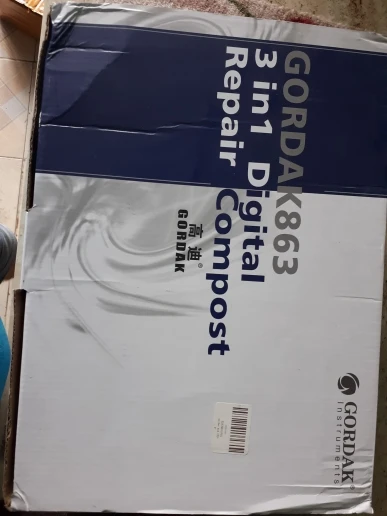 GORDAK863
3 in1 Digital
Repair Compost
高迪®
GORDAK
GORDAK®
Instruments